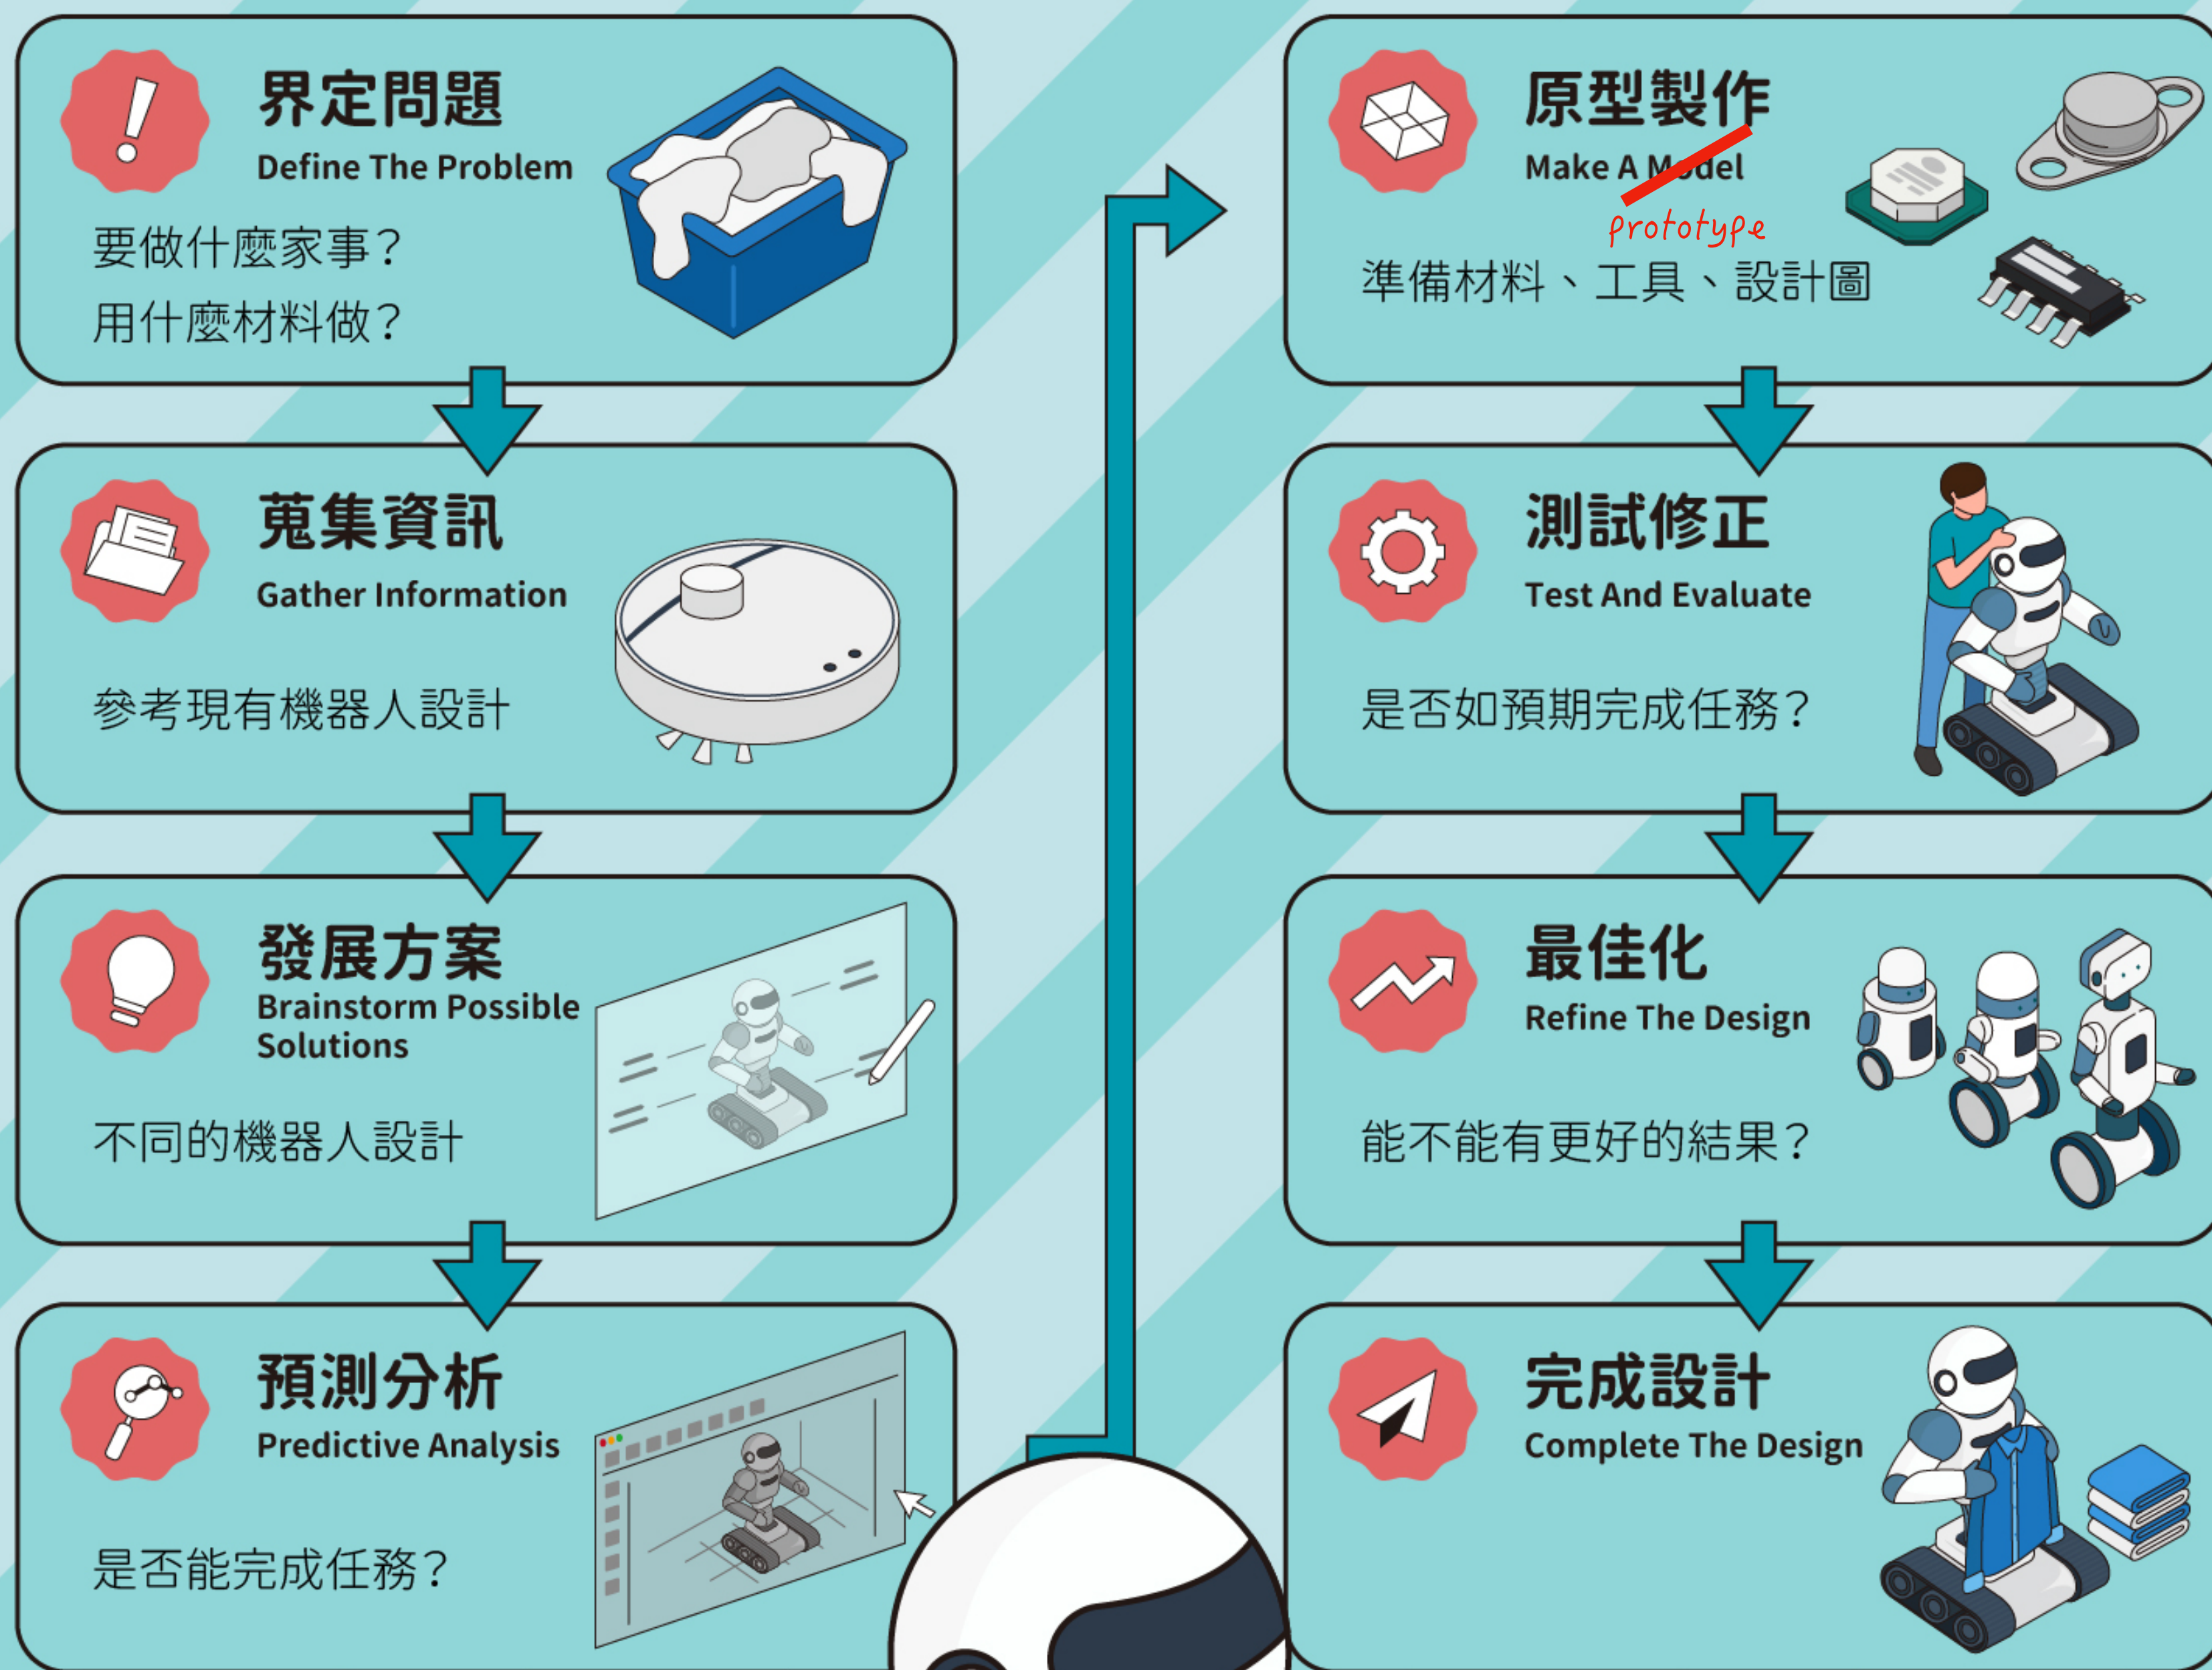 界定問題
Define The Problem
要做什麼家事？
用什麼材料做？
蒐集資訊
Gather Information
參考現有機器人設計
發展方案
Brainstorm Possible
Solutions
不同的機器人設計
預測分析
Predictive Analysis
是否能完成任務？
原型製作
Make A Model
prototype
準備材料、工具、設計圖
測試修正
Test And Evaluate
是否如預期完成任務？
最佳化
Refine The Design
能不能有更好的結果？
完成設計
Complete The Design